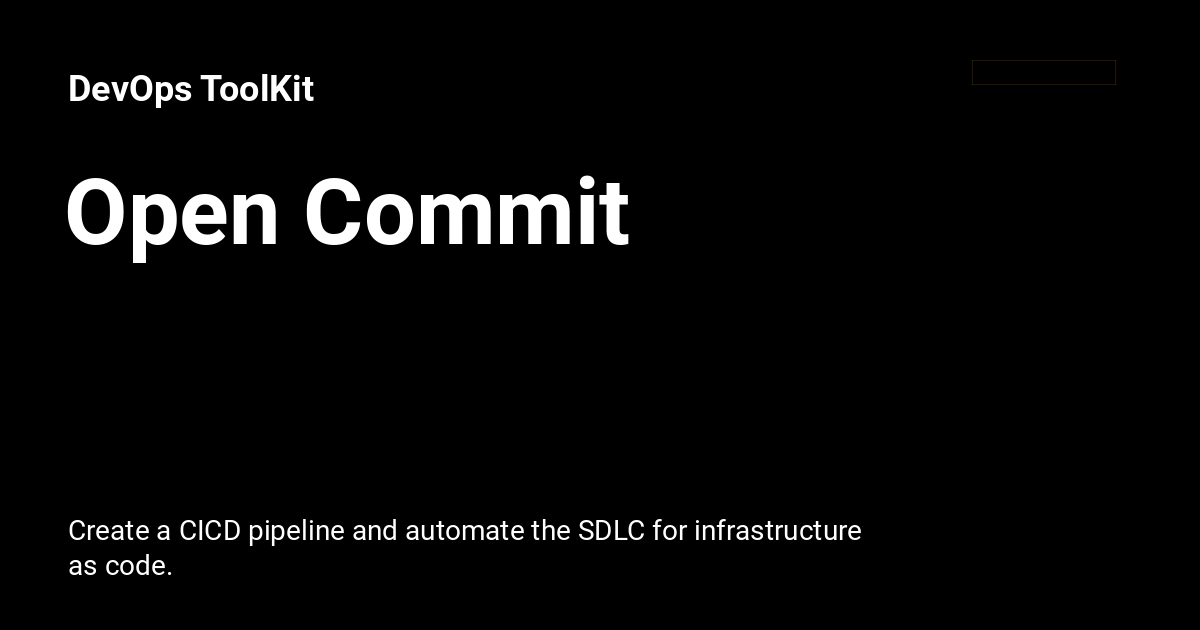 DevOps ToolKit
Open Commit
Create a CICD pipeline and automate the SDLC for infrastructure
as code.